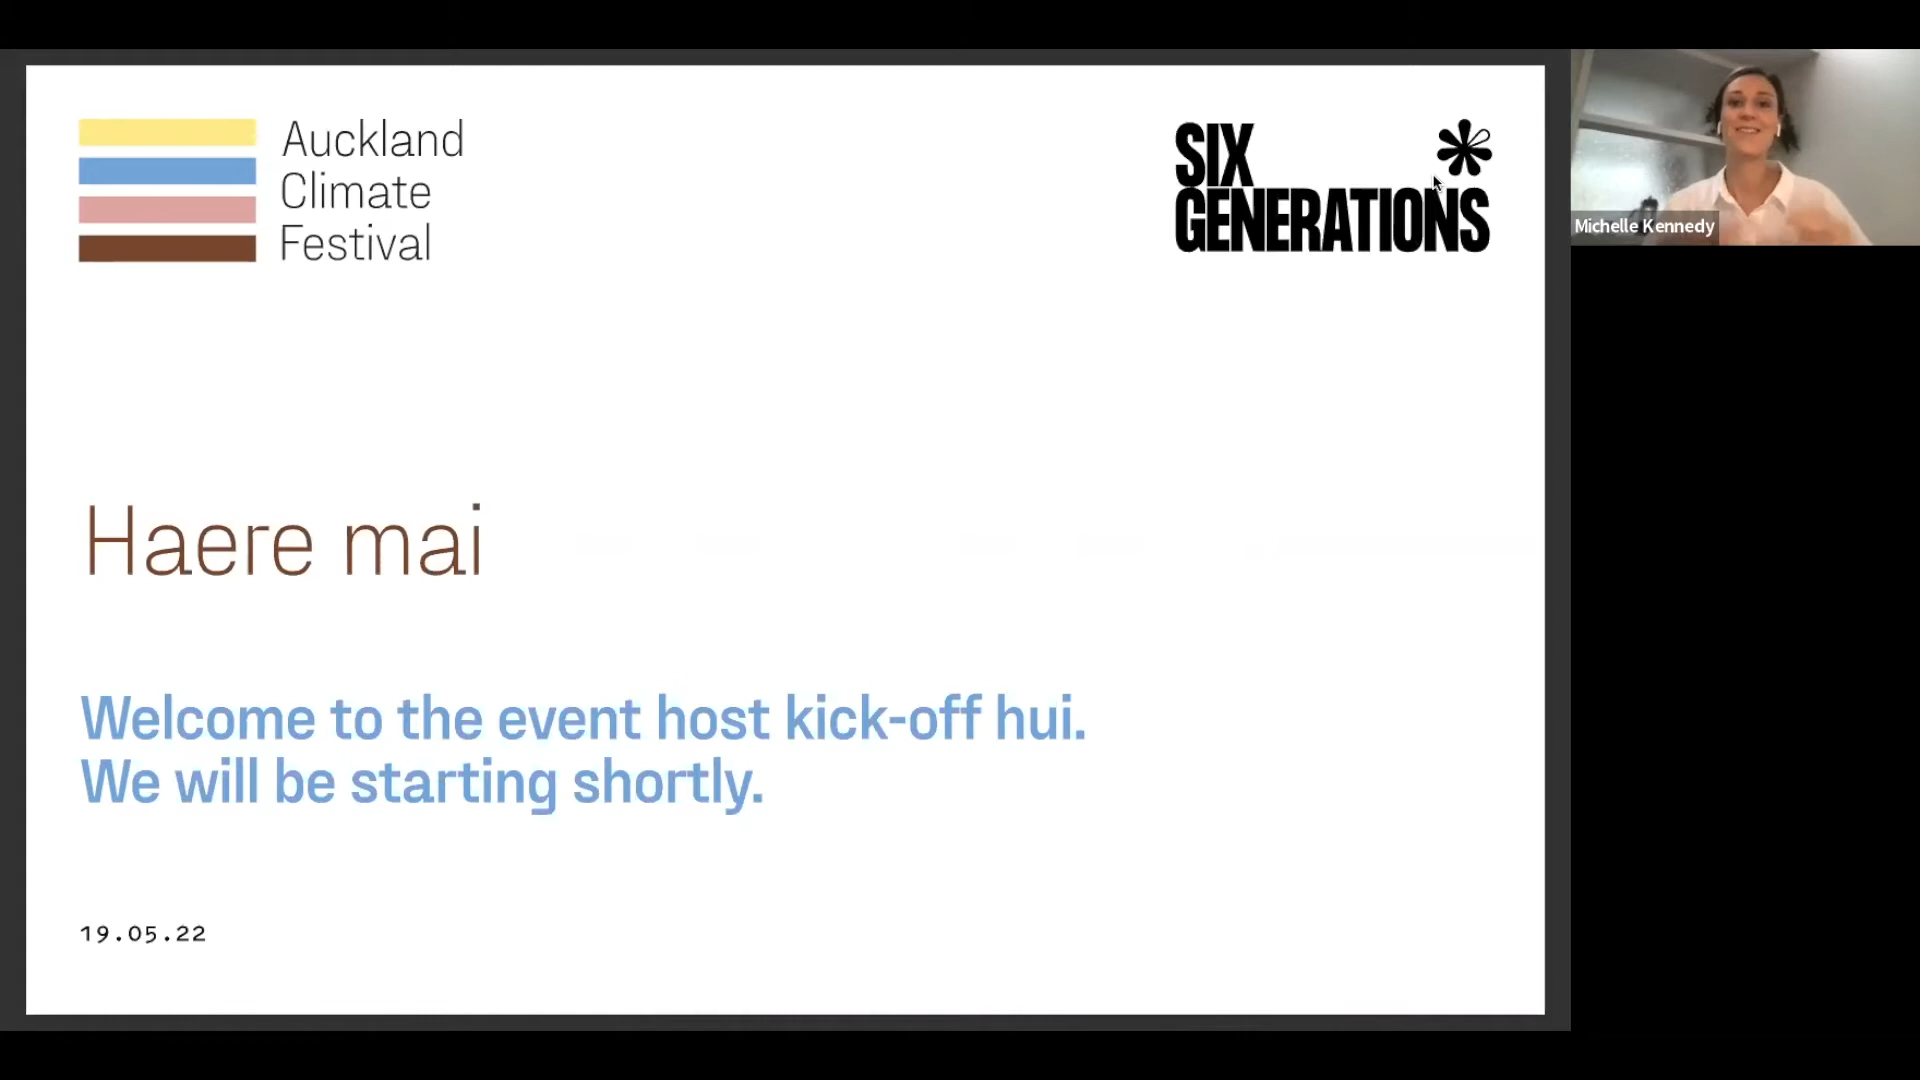 Auckland
Climate
Festival
SIX
GENERATIONS
Michelle Kennedy
Haere mai
Welcome to the event host kick-off hui.
We will be starting shortly.
19.05.22